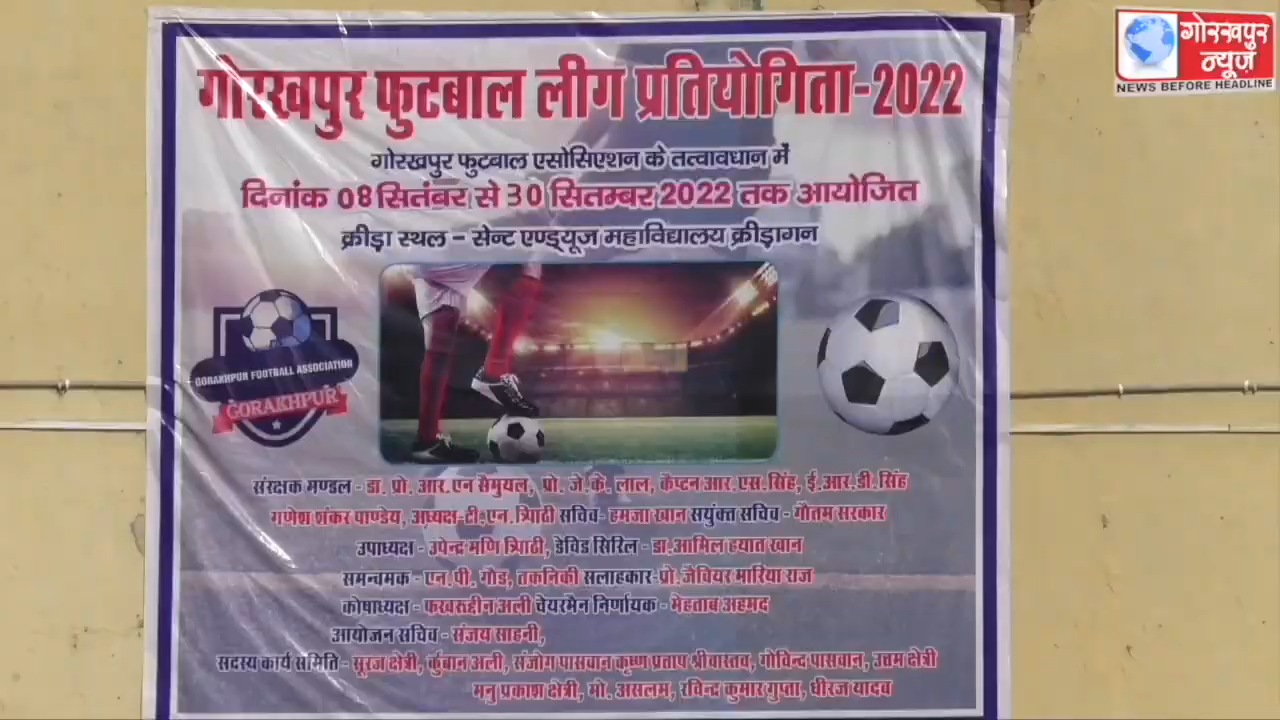 गोरखपुर
न्यूज
NEWS BEFORE HEADLINE
गोरखपुर फुटबाल लीग प्रतियोगिता-2022
गोरखपुर फुटबाल एसोसिएशन के तत्वावधान में
दिनांक 08 सितंबर से 30 सितम्बर 2022 तक आयोजित
क्रीड़ा स्थल - सेन्ट एण्ड्यूज महाविद्यालय क्रीड़ागन
GORAKHPUR FOOTBALL ASSOCIATION
GORAKHPUR
संरक्षक मण्डल - डा. प्रो. आर. एन सैमुयल, प्रो. जे. के. लाल, कैप्टन आर. एस. सिंह, ई. आर. डी. सिंह
गणेश शंकर पाण्डेय, अध्यक्ष-टी.एन. त्रिपाठी सचिव- हमजा खान सयुंक्त सचिव - गौतम सरकार
उपाध्यक्ष - उपेन्द्र मणि त्रिपाठी, डेविड सिरिल - डा. आमिल हयात खान
समन्वमक - एन. पी. गौड, तकनिकी सलाहकार-प्रो. जेवियर मारिया राज
कोषाध्यक्ष - फखरुद्दीन अली चेयरमैन निर्णायक - मेहताब अहमद
आयोजन सचिव - संजय साहनी,
सदस्य कार्य समिति - सूरज क्षेत्री, कुंबान अली, संजोग पासवान कृष्ण प्रताप श्रीवास्तव, गोविन्द पासवान, उत्तम क्षेत्री
मनु प्रकाश क्षेत्री, मो. असलम, रविन्द्र कुमार गुप्ता, धीरज यादव